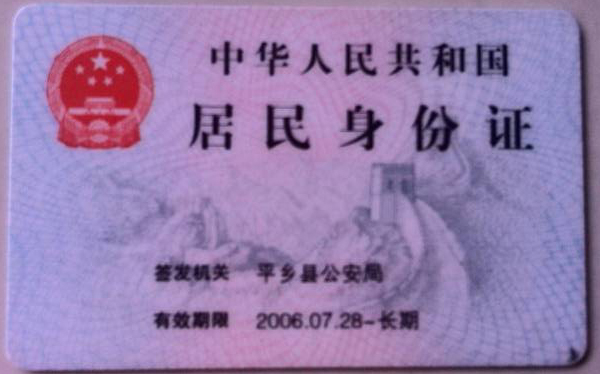 中华人民共和国
居民身份证
签发机关 平乡县公安局
有效期限 2006.07.28-长期